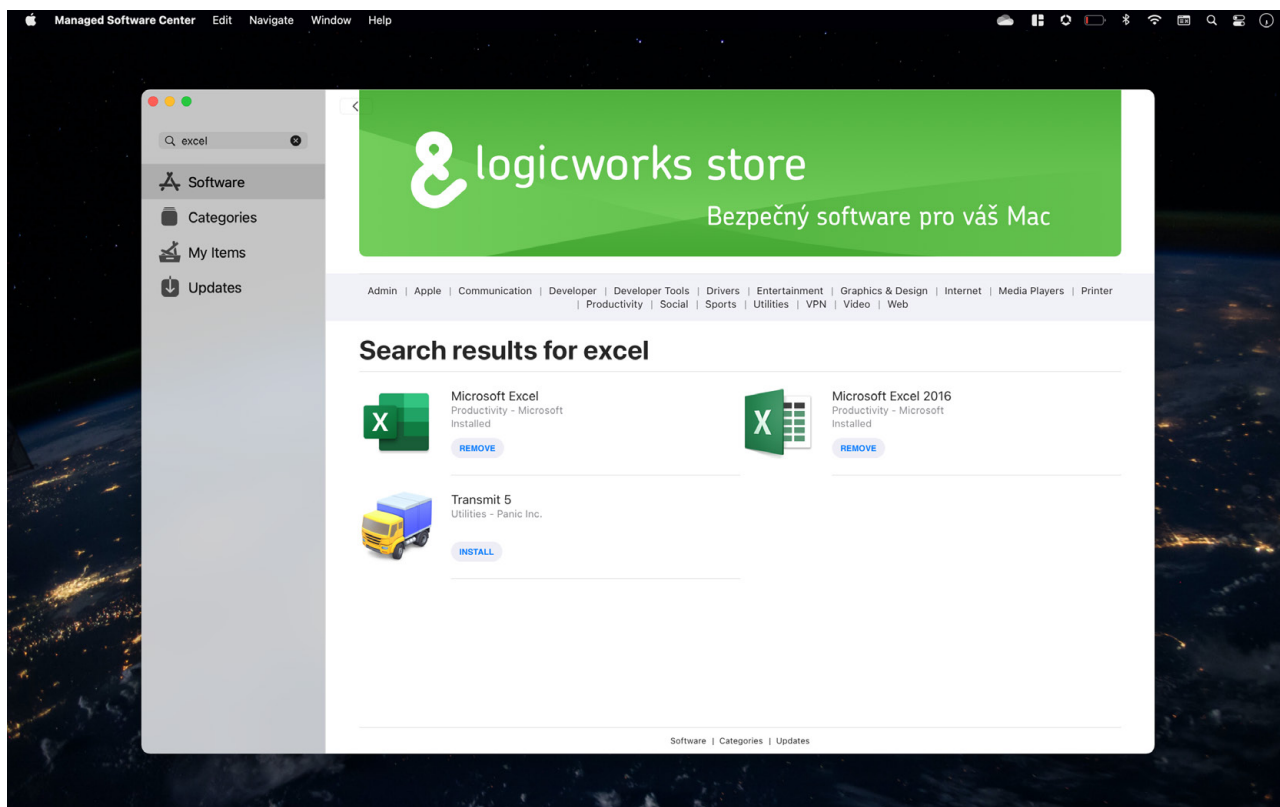 Managed Software Center Edit Navigate Window Help
excel
Software
Categories
My Items
Updates
logicworks store
Bezpečný software pro váš Mac
Admin | Apple | Communication | Developer | Developer Tools | Drivers | Entertainment | Graphics & Design | Internet | Media Players | Printer
| Productivity | Social | Sports | Utilities | VPN | Video | Web
Search results for excel
Microsoft Excel
Productivity - Microsoft
Installed
REMOVE
Microsoft Excel 2016
Productivity - Microsoft
Installed
REMOVE
Transmit 5
Utilities - Panic Inc.
INSTALL
Software | Categories | Updates